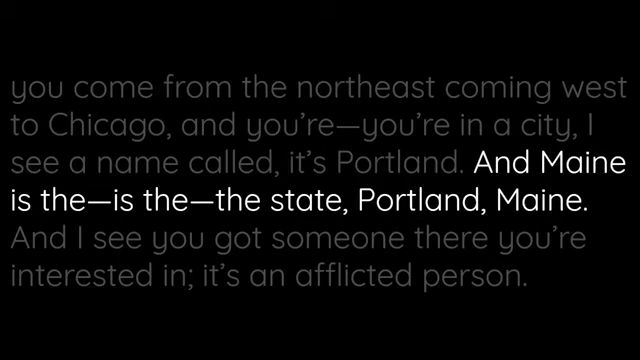 you come from the northeast coming west
to Chicago, and you’re—you’re in a city, I
see a name called, it’s Portland. And Maine
is the—is the—the state, Portland, Maine.
And I see you got someone there you’re
interested in; it’s an afflicted person.